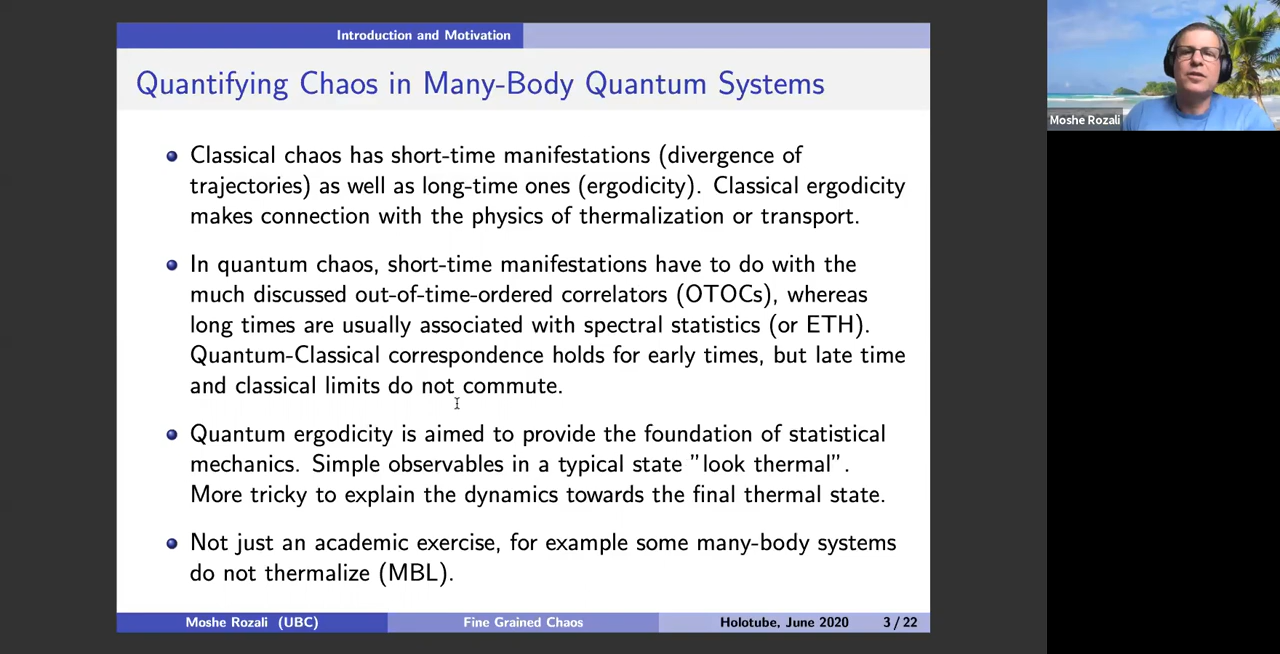 Introduction and Motivation
Quantifying Chaos in Many-Body Quantum Systems
Classical chaos has short-time manifestations (divergence of
trajectories) as well as long-time ones (ergodicity). Classical ergodicity
makes connection with the physics of thermalization or transport.
In quantum chaos, short-time manifestations have to do with the
much discussed out-of-time-ordered correlators (OTOCs), whereas
long times are usually associated with spectral statistics (or ETH).
Quantum-Classical correspondence holds for early times, but late time
and classical limits do not commute.
Quantum ergodicity is aimed to provide the foundation of statistical
mechanics. Simple observables in a typical state ”look thermal”.
More tricky to explain the dynamics towards the final thermal state.
Not just an academic exercise, for example some many-body systems
do not thermalize (MBL).
Moshe Rozali (UBC)
Fine Grained Chaos
Holotube, June 2020
3 / 22
Moshe Rozali